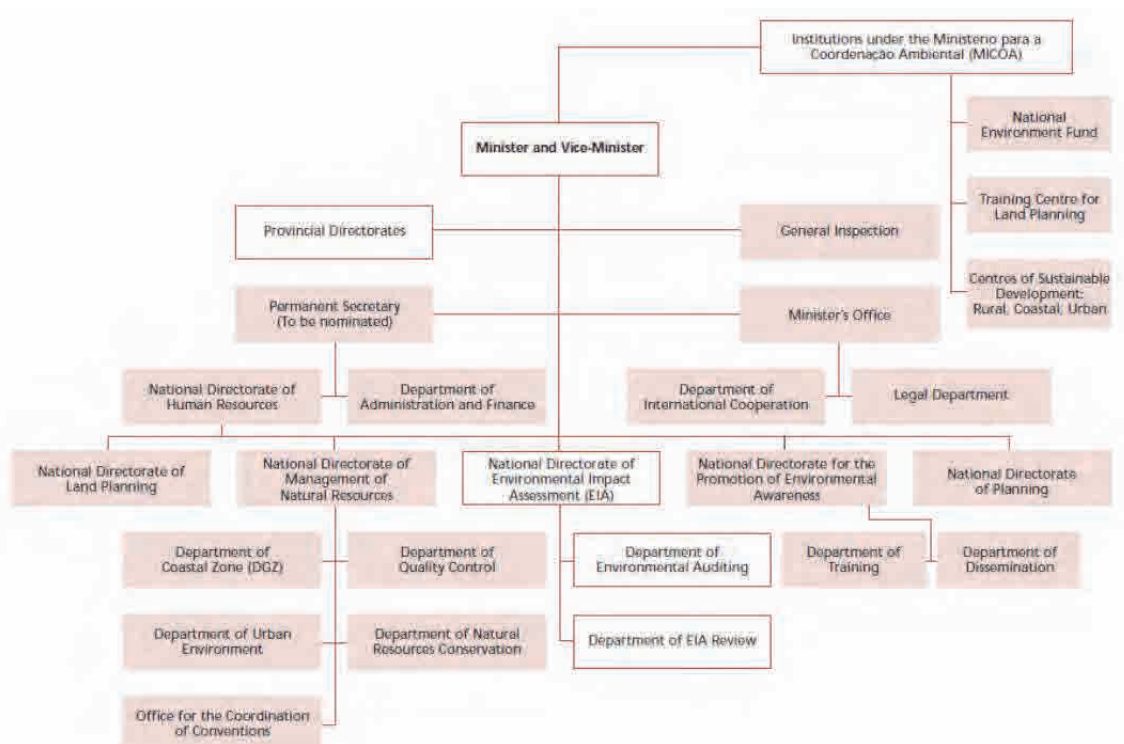 Institutions under the Ministerio para a
Coordenação Ambiental (MICOA)
National
Environment Fund
Minister and Vice-Minister
Training Centre for
Land Planning
Provincial Directorates
General Inspection
Centres of Sustainable
Development:
Rural, Coastal, Urban
Permanent Secretary
(To be nominated)
Minister's Office
National Directorate of
Human Resources
Department of
Administration and Finance
Department of
International Cooperation
Legal Department
National Directorate of
Land Planning
National Directorate of
Management of
Natural Resources
National Directorate of
Environmental Impact
Assessment (EIA)
National Directorate for the
Promotion of Environmental
Awareness
National Directorate
of Planning
Department of
Coastal Zone (DGZ)
Department of
Quality Control
Department of
Environmental Auditing
Department of
Training
Department of
Dissemination
Department of Urban
Environment
Department of Natural
Resources Conservation
Department of EIA Review
Office for the Coordination
of Conventions